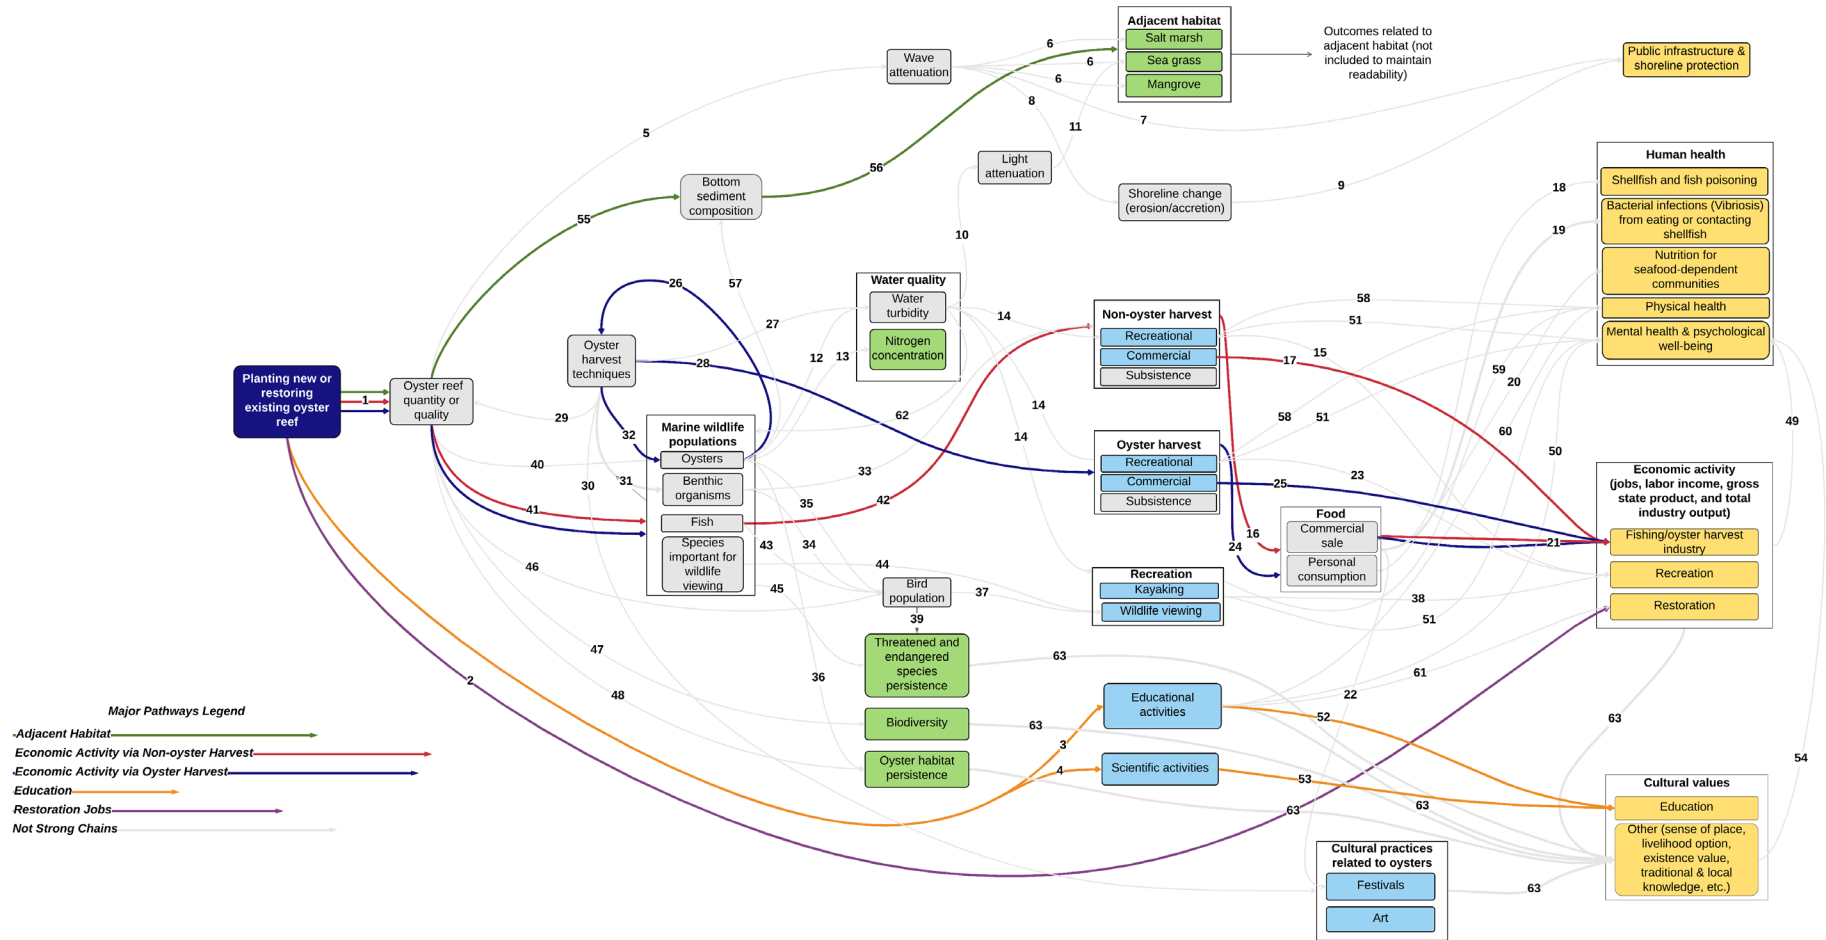 Adjacent habitat
Salt marsh
Sea grass
Mangrove
Outcomes related to
adjacent habitat (not
included to maintain
readability)
Public infrastructure &
shoreline protection
Wave
attenuation
6
6
6
8
7
5
11
56
Light
attenuation
Shoreline change
(erosion/accretion)
9
Bottom
sediment
composition
55
Human health
Shellfish and fish poisoning
Bacterial infections (Vibriosis)
from eating or contacting
shellfish
Nutrition for
seafood-dependent
communities
Physical health
Mental health & psychological
well-being
18
19
10
26
57
27
Water quality
Water
turbidity
Nitrogen
concentration
12
13
14
14
14
Non-oyster harvest
Recreational
Commercial
Subsistence
58
51
17
15
59
20
Oyster
harvest
techniques
28
Planting new or
restoring
existing oyster
reef
1
Oyster reef
quantity or
quality
29
32
62
Marine wildlife
populations
Oysters
Benthic
organisms
Fish
Species
important for
wildlife
viewing
40
31
30
33
35
42
41
43
34
44
45
46
Oyster harvest
Recreational
Commercial
Subsistence
58
51
60
50
49
23
25
Food
Commercial
sale
Personal
consumption
16
24
21
Economic activity
(jobs, labor income, gross
state product, and total
industry output)
Fishing/oyster harvest
industry
Recreation
Restoration
Bird
population
37
39
Recreation
Kayaking
Wildlife viewing
38
51
Threatened and
endangered
species
persistence
63
Biodiversity
63
Oyster habitat
persistence
47
48
36
2
61
22
Educational
activities
52
3
4
Scientific activities
53
63
63
63
54
Cultural values
Education
Other (sense of place,
livelihood option,
existence value,
traditional & local
knowledge, etc.)
Cultural practices
related to oysters
Festivals
Art
63
Major Pathways Legend
Adjacent Habitat
Economic Activity via Non-oyster Harvest
Economic Activity via Oyster Harvest
Education
Restoration Jobs
Not Strong Chains